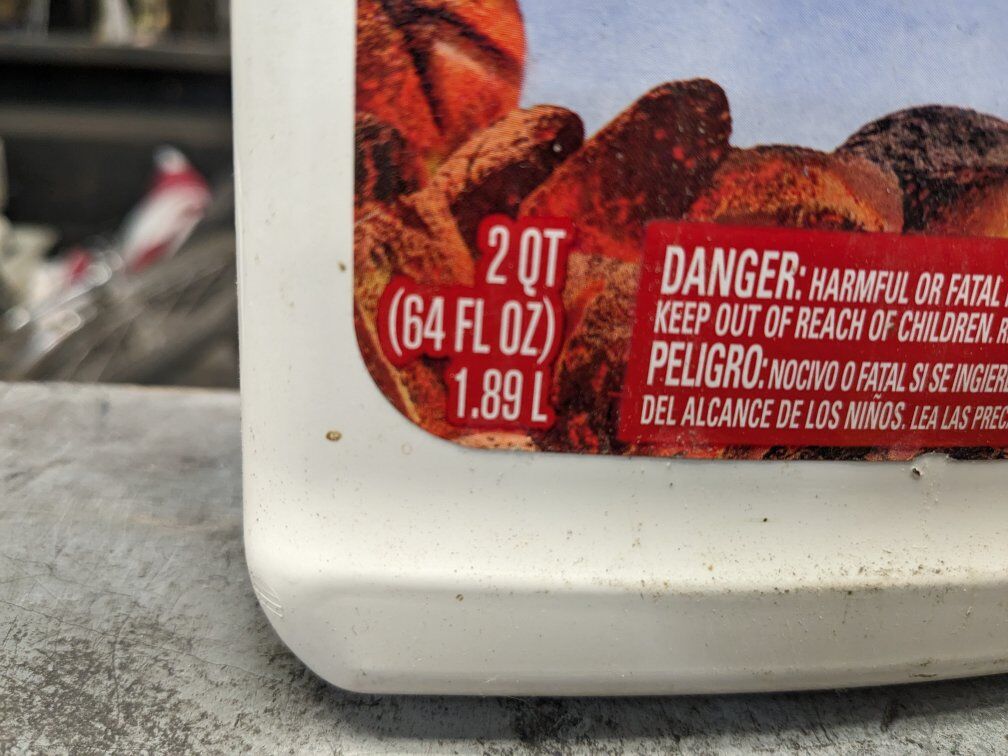 2 QT
(64 FL OZ)
1.89 L
DANGER: HARMFUL OR FATAL
KEEP OUT OF REACH OF CHILDREN.
PELIGRO: NOCIVO O FATAL SI SE
DEL ALCANCE DE LOS NIÑOS. LEA LAS